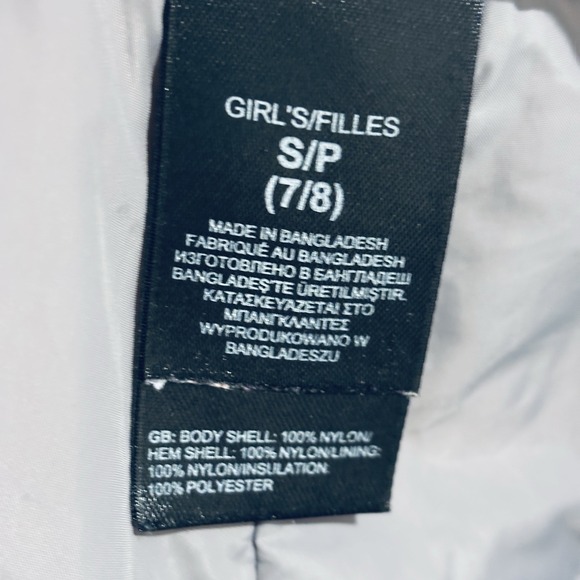 GIRL'S/FILLES
S/P
(7/8)
MADE IN BANGLADESH
FABRIQUÉ AU BANGLADESH
ИЗГОТОВЛЕНО В БАНГЛАДЕШ
BANGLADEŞ'TE ÜRETILMIŞTIR.
ΚΑΤΑΣΚΕΥΑΖΕΤΑΙ ΣΤΟ
ΜΠΑΝΓΚΛΑΝΤΕΣ
WYPRODUKOWANO W
BANGLADESZU
GB: BODY SHELL: 100% NYLON/
HEM SHELL: 100% NYLON/LINING:
100% NYLON/INSULATION:
100% POLYESTER